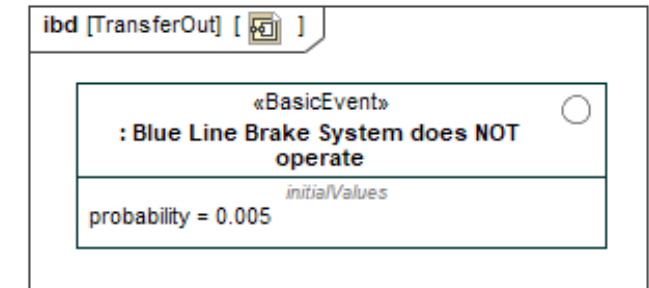 ibd [TransferOut] [ ]
«BasicEvent»
: Blue Line Brake System does NOT
operate
initialValues
probability = 0.005